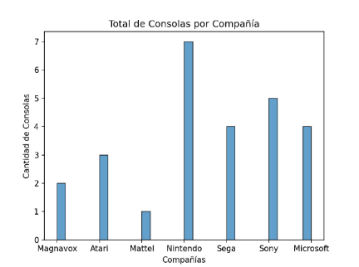 Total de Consolas por Compañía
Cantidad de Consolas
7
6
5
4
3
2
1
0
Magnavox Atari Mattel Nintendo Sega Sony Microsoft
Compañías